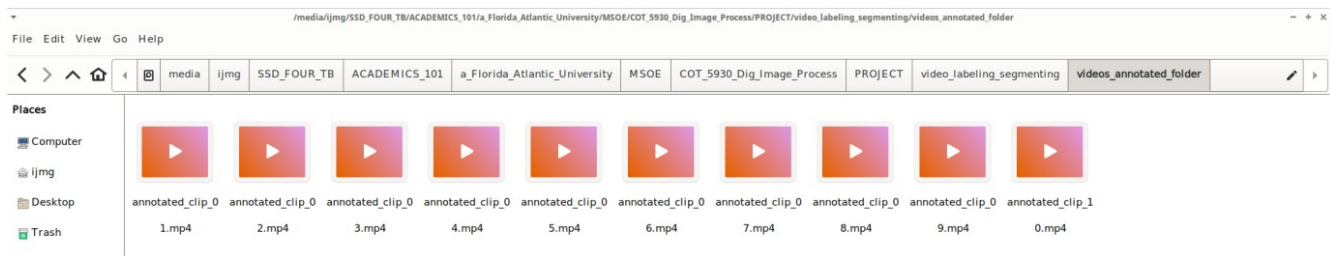 /media/ijmg/SSD_FOUR_TB/ACADEMICS_101/a_Florida_Atlantic_University/MSOE/COT_5930_Dig_Image_Process/PROJECT/video_labeling_segmenting/videos_annotated_folder
File Edit View Go Help
media ijmg SSD_FOUR_TB ACADEMICS_101 a_Florida_Atlantic_University MSOE COT_5930_Dig_Image_Process PROJECT video_labeling_segmenting videos_annotated_folder
Places
Computer
ijmg
Desktop
Trash
annotated_clip_0 annotated_clip_0 annotated_clip_0 annotated_clip_0 annotated_clip_0 annotated_clip_0 annotated_clip_0 annotated_clip_0 annotated_clip_0 annotated_clip_1
1.mp4 2.mp4 3.mp4 4.mp4 5.mp4 6.mp4 7.mp4 8.mp4 9.mp4 0.mp4